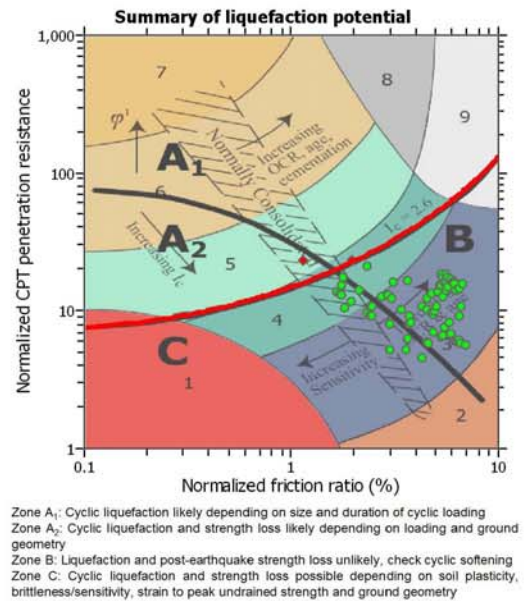 Summary of liquefaction potential
Normalized CPT penetration resistance
1,000
100
10
1
7
8
9
φ'
A1
Normally Consolidated
Increasing
OCR, age,
cementation
6
A2
Increasing Ic
5
Ic = 2.6
B
4
C
1
Increasing
Sensitivity
3
2
0.1
1
10
Normalized friction ratio (%)
Zone A1: Cyclic liquefaction likely depending on size and duration of cyclic loading
Zone A2: Cyclic liquefaction and strength loss likely depending on loading and ground
geometry
Zone B: Liquefaction and post-earthquake strength loss unlikely, check cyclic softening
Zone C: Cyclic liquefaction and strength loss possible depending on soil plasticity,
brittleness/sensitivity, strain to peak undrained strength and ground geometry